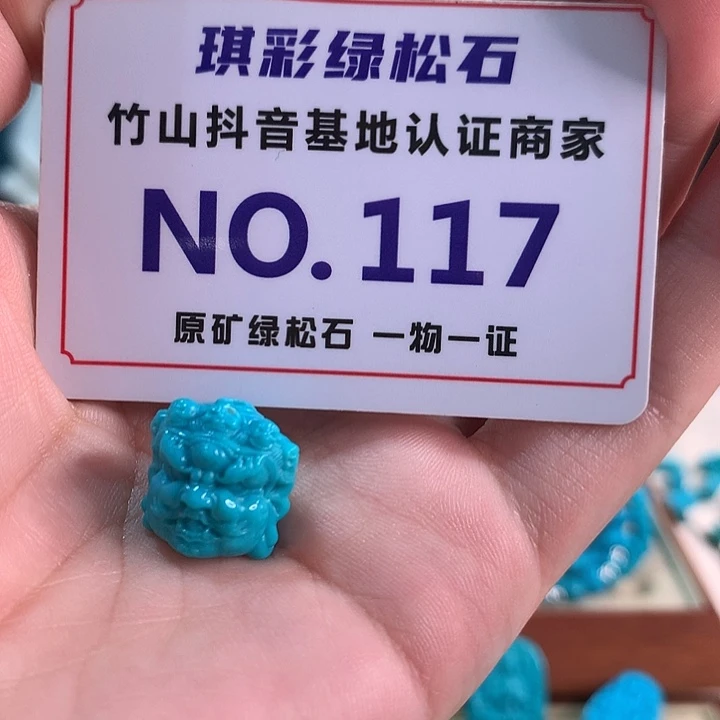 琪彩绿松石
竹山抖音基地认证商家
NO.117
原矿绿松石 一物一证